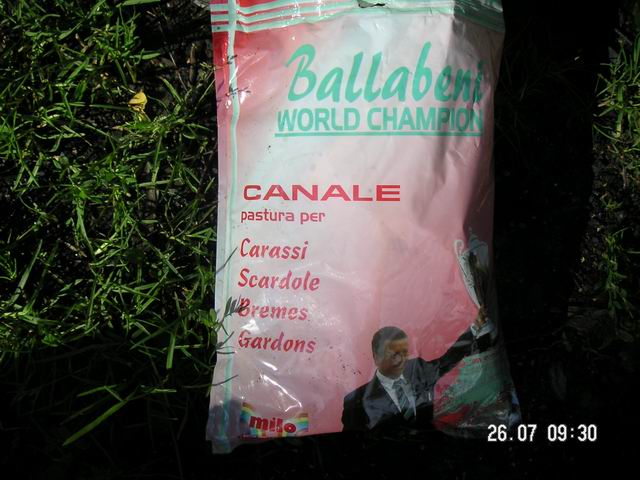 Ballabeni
WORLD CHAMPION
CANALE
pastura per
Carassi
Scardole
Bremes
Gardons
milo
26.07 09:30